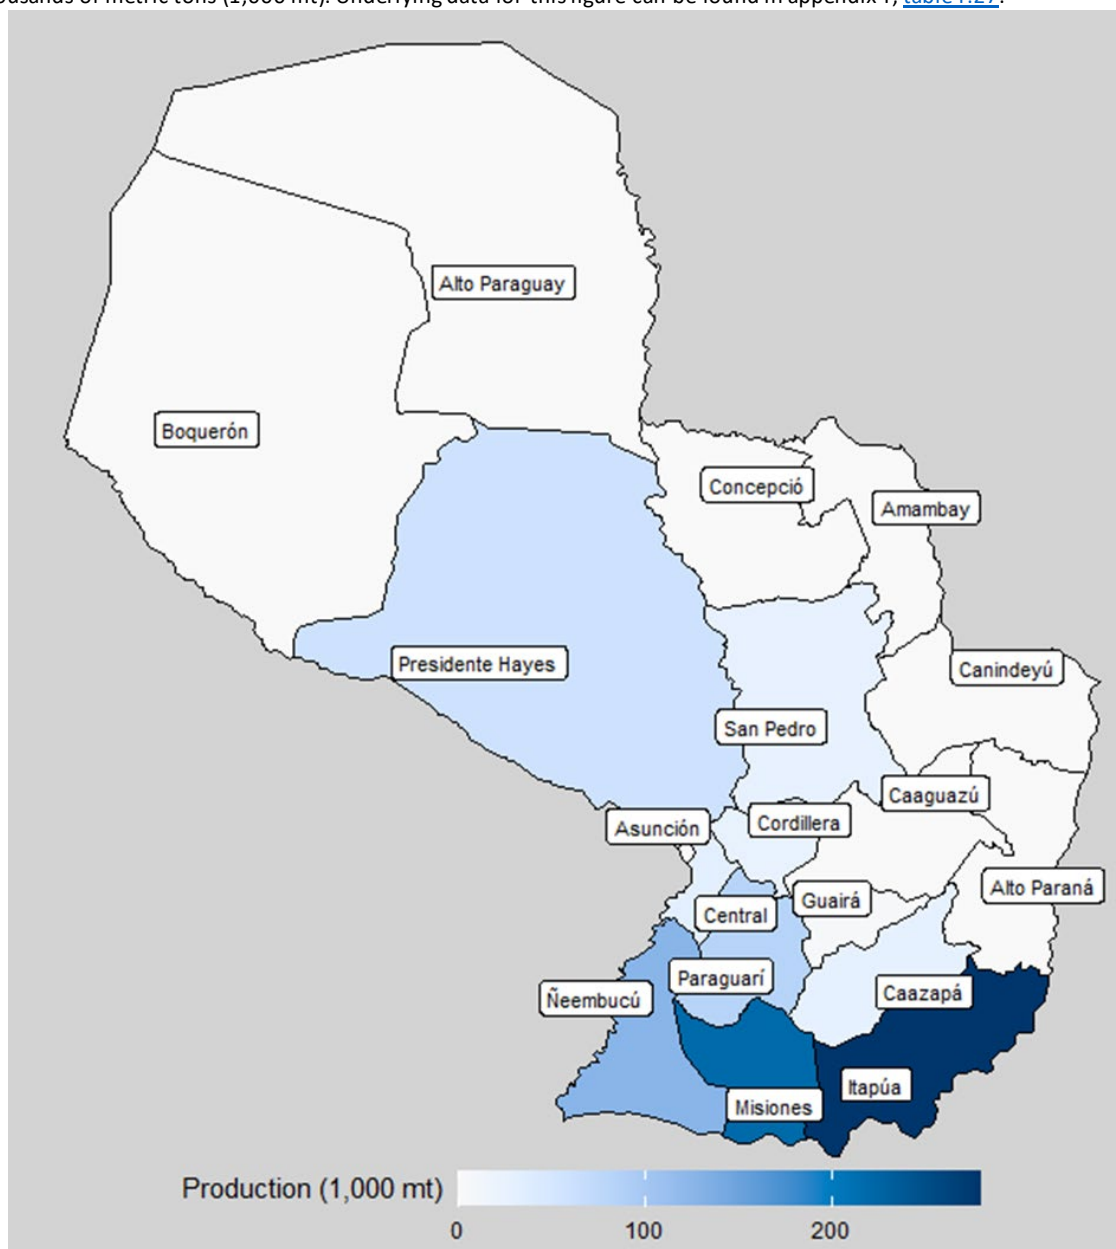 ousands of metric tons (1,000 mt). Underlying data for this figure can be found in appendix F, table F.27.
Alto Paraguay
Boquerón
Concepció
Amambay
Presidente Hayes
Canindeyú
San Pedro
Caaguazú
Asunción
Cordillera
Alto Paraná
Guairá
Central
Paraguarí
Ñeembucú
Caazapá
Itapúa
Misiones
Production (1,000 mt)
0 100 200